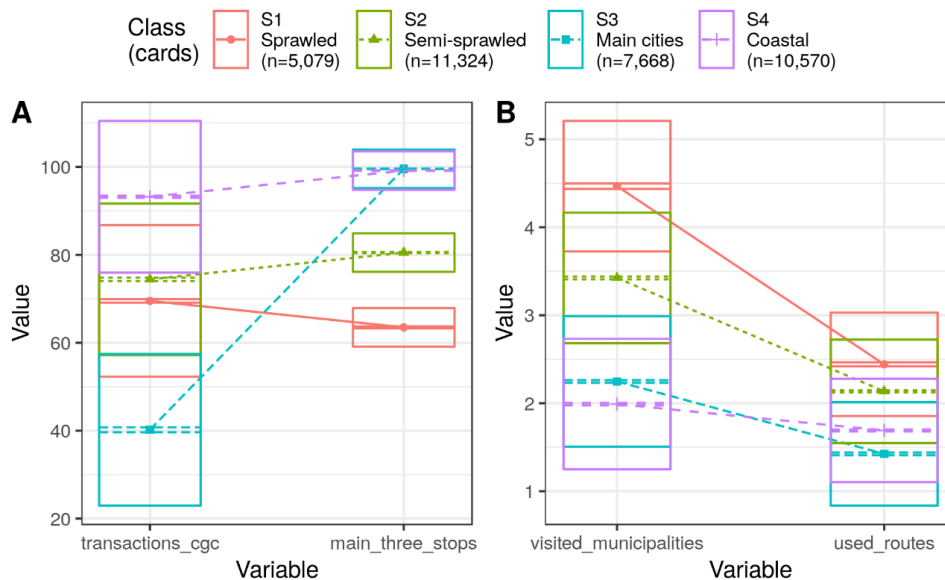 Class
(cards)
S1
Sprawled
(n=5,079)
S2
Semi-sprawled
(n=11,324)
S3
Main cities
(n=7,668)
S4
Coastal
(n=10,570)
A
Value
100
80
60
40
20
transactions_cgc
main_three_stops
Variable
B
Value
5
4
3
2
1
visited_municipalities
used_routes
Variable